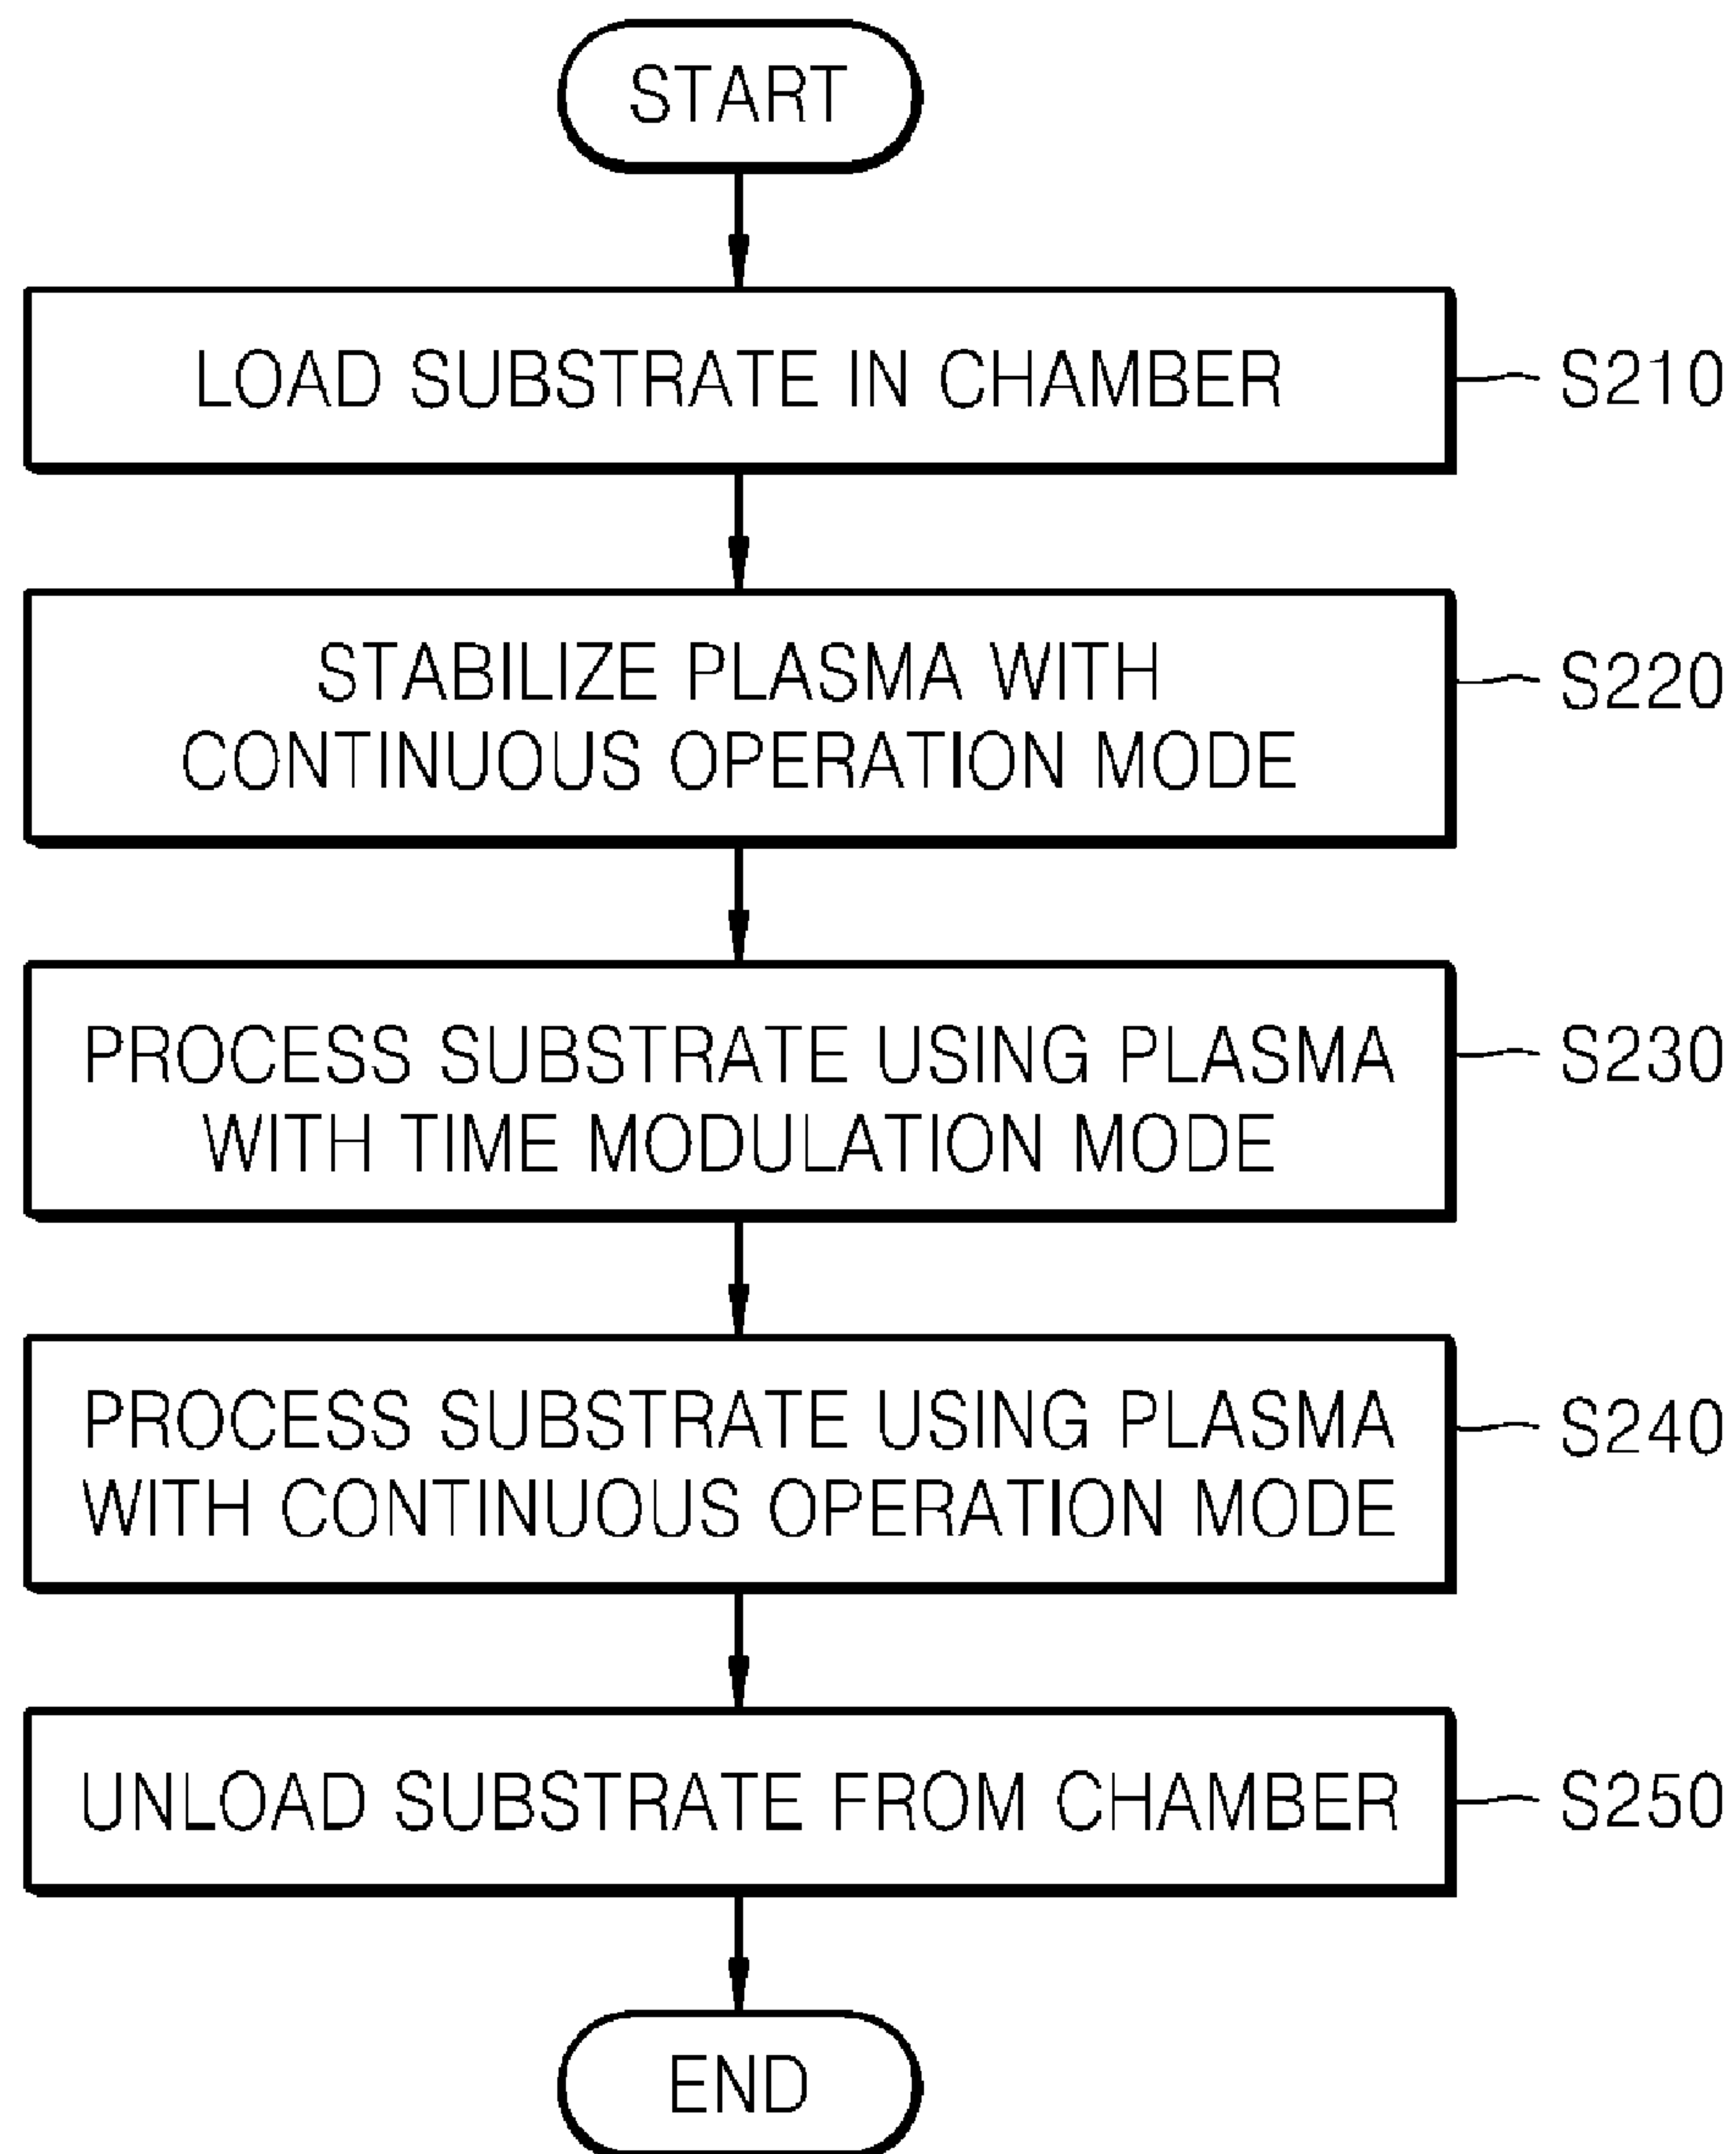 START
LOAD SUBSTRATE IN CHAMBER
S210
STABILIZE PLASMA WITH
CONTINUOUS OPERATION MODE
S220
PROCESS SUBSTRATE USING PLASMA
WITH TIME MODULATION MODE
S230
PROCESS SUBSTRATE USING PLASMA
WITH CONTINUOUS OPERATION MODE
S240
UNLOAD SUBSTRATE FROM CHAMBER
S250
END